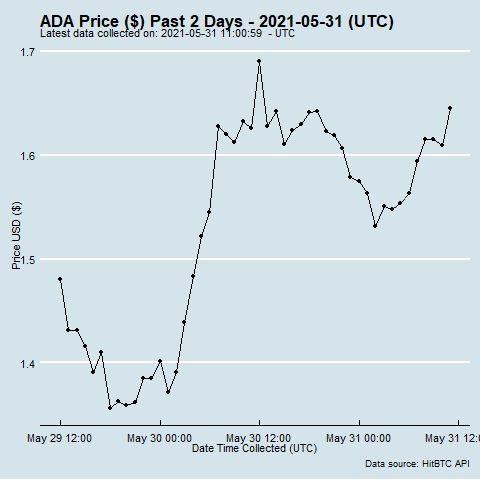 ADA Price ($) Past 2 Days - 2021-05-31 (UTC)
Latest data collected on: 2021-05-31 11:00:59 - UTC
1.7
1.6
1.5
1.4
Price USD ($)
May 29 12:00
May 30 00:00
May 30 12:00
May 31 00:00
May 31 12:0
Date Time Collected (UTC)
Data source: HitBTC API